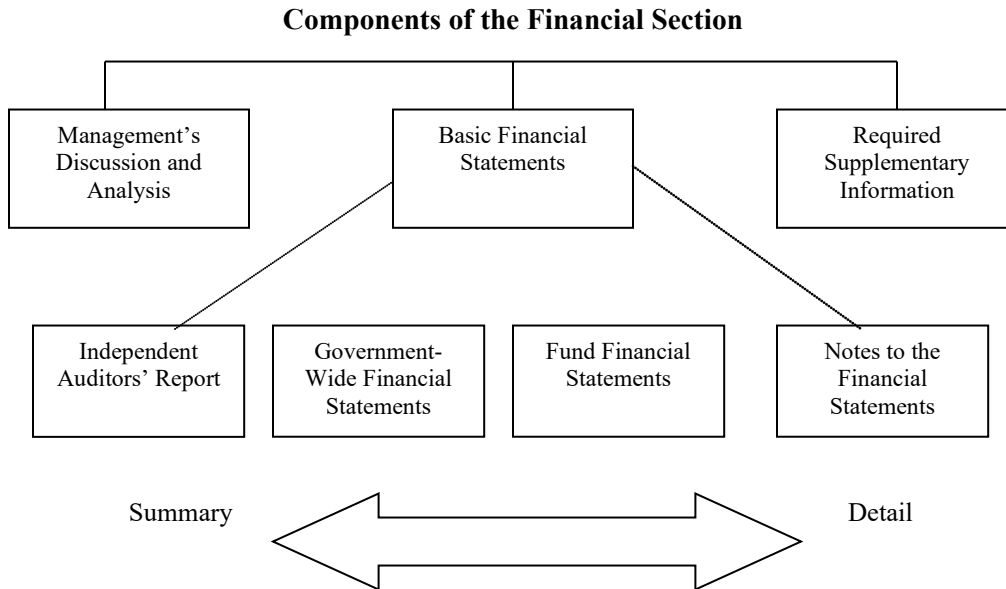 Components of the Financial Section
Management’s
Discussion and
Analysis
Basic Financial
Statements
Required
Supplementary
Information
Independent
Auditors’ Report
Government-
Wide Financial
Statements
Fund Financial
Statements
Notes to the
Financial
Statements
Summary
Detail